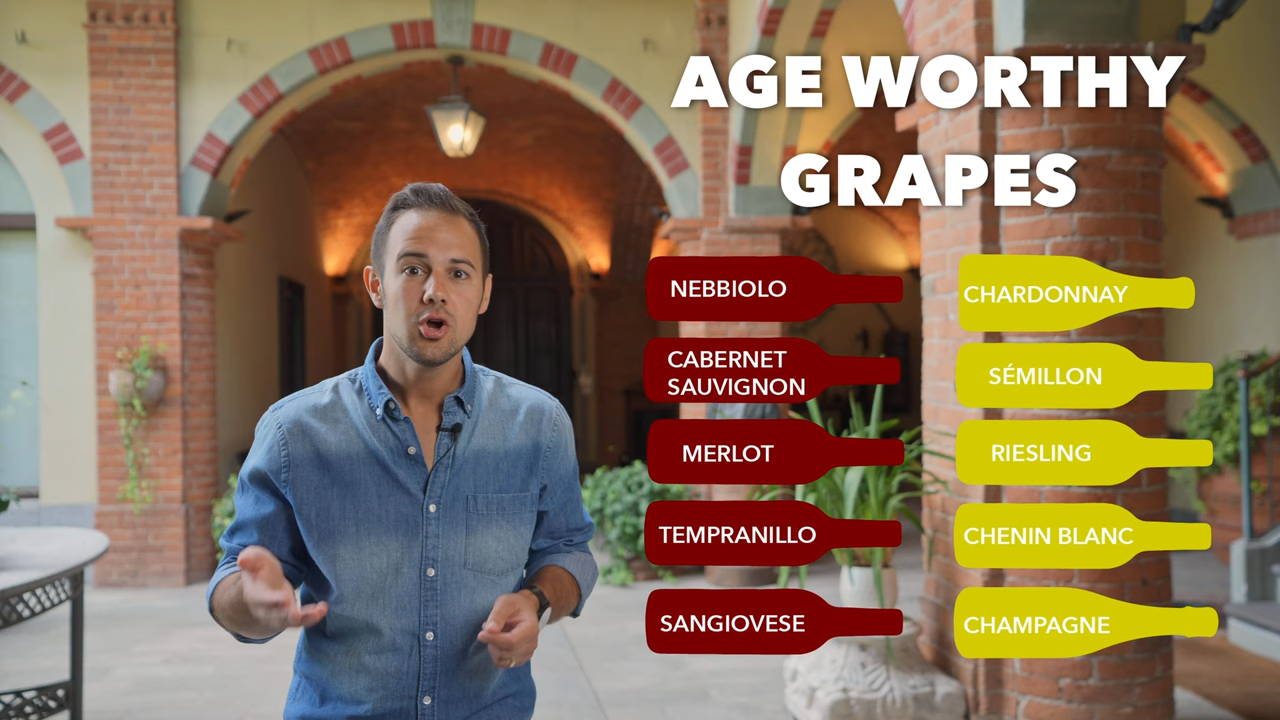 AGE WORTHY
GRAPES
NEBBIOLO
CABERNET
SAUVIGNON
MERLOT
TEMPRANILLO
SANGIOVESE
CHARDONNAY
SÉMILLON
RIESLING
CHENIN BLANC
CHAMPAGNE